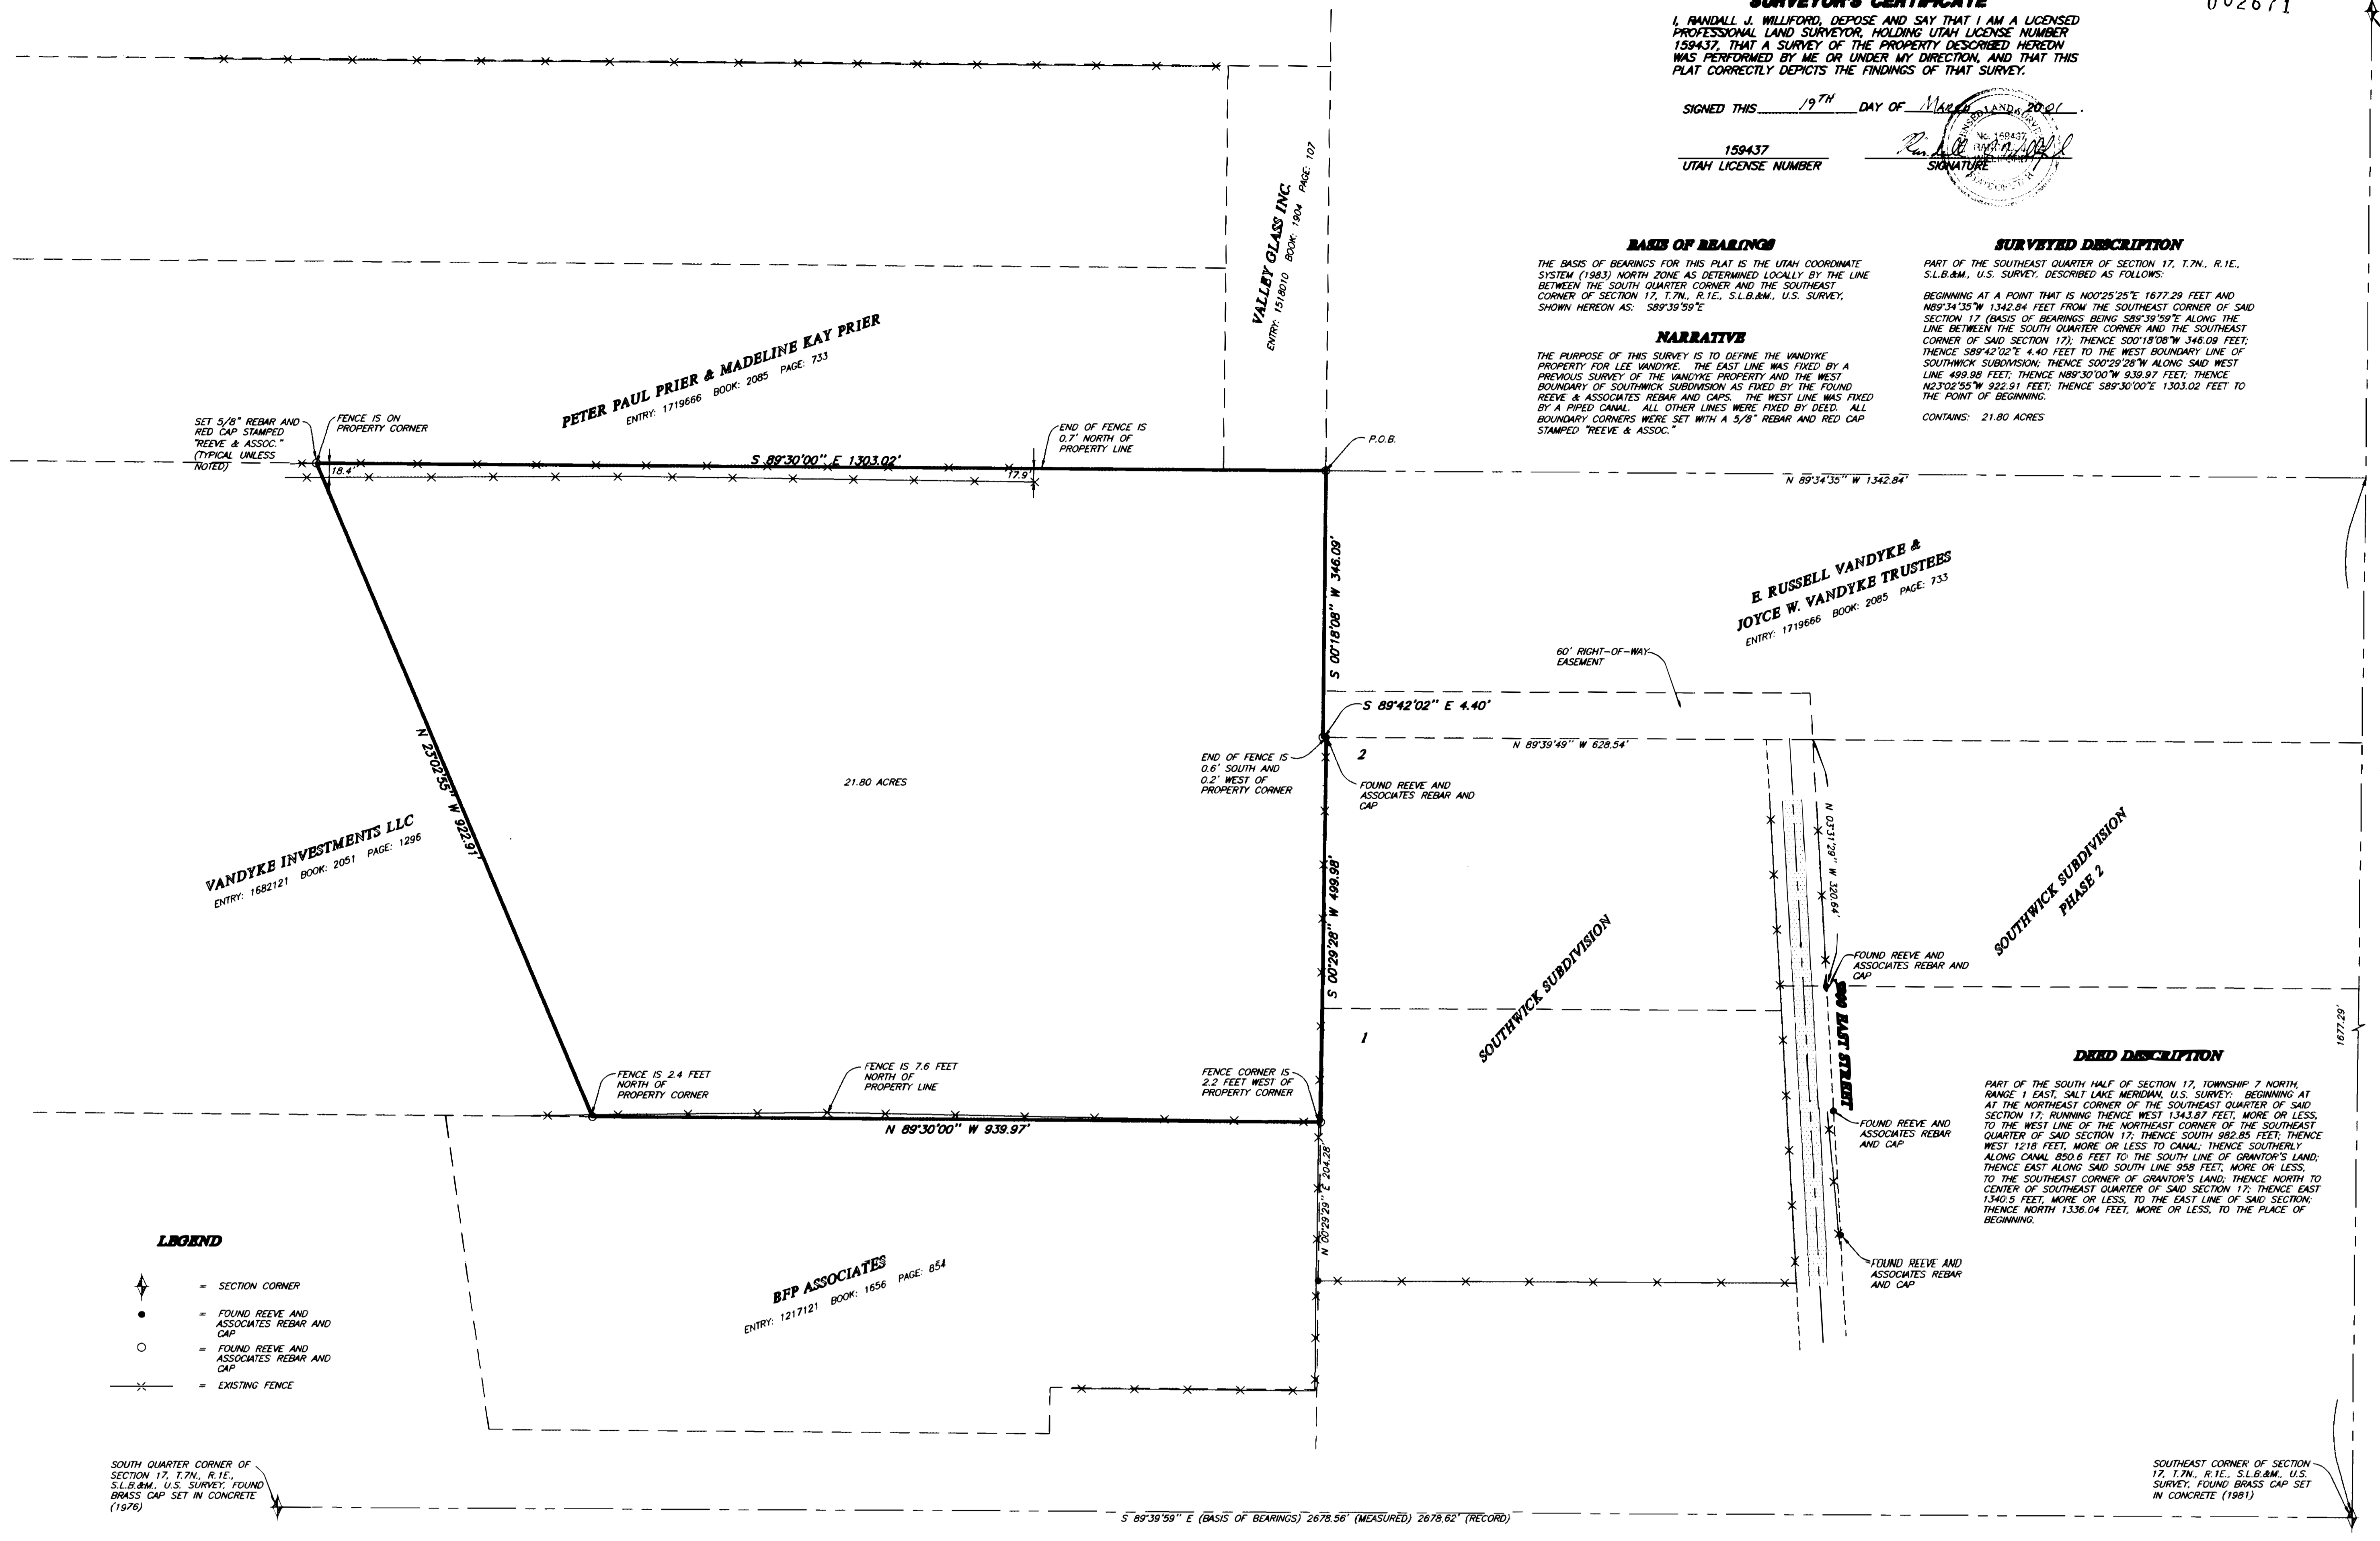 SURVEYOR'S CERTIFICATE
002671
I, RANDALL J. WILLIFORD, DEPOSE AND SAY THAT I AM A LICENSED
PROFESSIONAL LAND SURVEYOR, HOLDING UTAH LICENSE NUMBER
159437, THAT A SURVEY OF THE PROPERTY DESCRIBED HEREON
WAS PERFORMED BY ME OR UNDER MY DIRECTION, AND THAT THIS
PLAT CORRECTLY DEPICTS THE FINDINGS OF THAT SURVEY.
SIGNED THIS 19TH DAY OF March 2001.
159437
UTAH LICENSE NUMBER
SIGNATURE
BASIS OF BEARINGS
THE BASIS OF BEARINGS FOR THIS PLAT IS THE UTAH COORDINATE
SYSTEM (1983) NORTH ZONE AS DETERMINED LOCALLY BY THE LINE
BETWEEN THE SOUTH QUARTER CORNER AND THE SOUTHEAST
CORNER OF SECTION 17, T.7N., R.1E., S.L.B.&M., U.S. SURVEY,
SHOWN HEREON AS: S89°39'59"E
NARRATIVE
THE PURPOSE OF THIS SURVEY IS TO DEFINE THE VANDYKE
PROPERTY FOR LEE VANDYKE. THE EAST LINE WAS FIXED BY A
PREVIOUS SURVEY OF THE VANDYKE PROPERTY AND THE WEST
BOUNDARY OF SOUTHWICK SUBDIVISION AS FIXED BY THE FOUND
REEVE & ASSOCIATES REBAR AND CAPS. THE WEST LINE WAS FIXED
BY A PIPED CANAL. ALL OTHER LINES WERE FIXED BY DEED. ALL
BOUNDARY CORNERS WERE SET WITH A 5/8" REBAR AND RED CAP
STAMPED "REEVE & ASSOC."
SURVEYED DESCRIPTION
PART OF THE SOUTHEAST QUARTER OF SECTION 17, T.7N., R.1E.,
S.L.B.&M., U.S. SURVEY, DESCRIBED AS FOLLOWS:
BEGINNING AT A POINT THAT IS N00°25'25"E 1677.29 FEET AND
N89°34'35"W 1342.84 FEET FROM THE SOUTHEAST CORNER OF SAID
SECTION 17 (BASIS OF BEARINGS BEING S89°39'59"E ALONG THE
LINE BETWEEN THE SOUTH QUARTER CORNER AND THE SOUTHEAST
CORNER OF SAID SECTION 17); THENCE S00°18'08"W 346.09 FEET;
THENCE S89°42'02"E 4.40 FEET TO THE WEST BOUNDARY LINE OF
SOUTHWICK SUBDIVISION; THENCE S00°29'28"W ALONG SAID WEST
LINE 499.98 FEET; THENCE N89°30'00"W 939.97 FEET; THENCE
N23°02'55"W 922.91 FEET; THENCE S89°30'00"E 1303.02 FEET TO
THE POINT OF BEGINNING.
CONTAINS: 21.80 ACRES
VALLEY GLASS INC.
ENTRY: 1518010 BOOK: 1904 PAGE: 107
PETER PAUL PRIER & MADELINE KAY PRIER
ENTRY: 1719666 BOOK: 2085 PAGE: 733
SET 5/8" REBAR AND
RED CAP STAMPED
"REEVE & ASSOC."
(TYPICAL UNLESS
NOTED)
FENCE IS ON
PROPERTY CORNER
END OF FENCE IS
0.7' NORTH OF
PROPERTY LINE
P.O.B.
18.4'
S 89°30'00" E 1303.02'
17.9'
N 89°34'35" W 1342.84'
S 00°18'08" W 346.09'
E. RUSSELL VANDYKE &
JOYCE W. VANDYKE TRUSTEES
ENTRY: 1719666 BOOK: 2085 PAGE: 733
60' RIGHT-OF-WAY
EASEMENT
S 89°42'02" E 4.40'
N 89°39'49" W 628.54'
END OF FENCE IS
0.6' SOUTH AND
0.2' WEST OF
PROPERTY CORNER
2
FOUND REEVE AND
ASSOCIATES REBAR AND
CAP
21.80 ACRES
N 23°02'55" W 922.91'
VANDYKE INVESTMENTS LLC
ENTRY: 1682121 BOOK: 2051 PAGE: 1296
S 00°29'28" W 499.98'
N 03°31'29" W 320.64'
SOUTHWICK SUBDIVISION
SOUTHWICK SUBDIVISION
PHASE 2
FOUND REEVE AND
ASSOCIATES REBAR AND
CAP
EAST STREET
1677.29'
1
FENCE IS 2.4 FEET
NORTH OF
PROPERTY CORNER
FENCE IS 7.6 FEET
NORTH OF
PROPERTY LINE
FENCE CORNER IS
2.2 FEET WEST OF
PROPERTY CORNER
N 89°30'00" W 939.97'
N 00°29'29" E 204.28'
FOUND REEVE AND
ASSOCIATES REBAR
AND CAP
FOUND REEVE AND
ASSOCIATES REBAR
AND CAP
DEED DESCRIPTION
PART OF THE SOUTH HALF OF SECTION 17, TOWNSHIP 7 NORTH,
RANGE 1 EAST, SALT LAKE MERIDIAN, U.S. SURVEY: BEGINNING AT
AT THE NORTHEAST CORNER OF THE SOUTHEAST QUARTER OF SAID
SECTION 17; RUNNING THENCE WEST 1343.87 FEET, MORE OR LESS,
TO THE WEST LINE OF THE NORTHEAST CORNER OF THE SOUTHEAST
QUARTER OF SAID SECTION 17; THENCE SOUTH 982.85 FEET; THENCE
WEST 1218 FEET, MORE OR LESS TO CANAL; THENCE SOUTHERLY
ALONG CANAL 850.6 FEET TO THE SOUTH LINE OF GRANTOR'S LAND;
THENCE EAST ALONG SAID SOUTH LINE 958 FEET, MORE OR LESS,
TO THE SOUTHEAST CORNER OF GRANTOR'S LAND; THENCE NORTH TO
CENTER OF SOUTHEAST QUARTER OF SAID SECTION 17; THENCE EAST
1340.5 FEET, MORE OR LESS, TO THE EAST LINE OF SAID SECTION;
THENCE NORTH 1336.04 FEET, MORE OR LESS, TO THE PLACE OF
BEGINNING.
BFP ASSOCIATES
ENTRY: 1217121 BOOK: 1656 PAGE: 854
LEGEND
= SECTION CORNER
= FOUND REEVE AND
ASSOCIATES REBAR AND
CAP
= FOUND REEVE AND
ASSOCIATES REBAR AND
CAP
= EXISTING FENCE
SOUTH QUARTER CORNER OF
SECTION 17, T.7N., R.1E.,
S.L.B.&M., U.S. SURVEY, FOUND
BRASS CAP SET IN CONCRETE
(1976)
S 89°39'59" E (BASIS OF BEARINGS) 2678.56' (MEASURED) 2678.62' (RECORD)
SOUTHEAST CORNER OF SECTION
17, T.7N., R.1E., S.L.B.&M., U.S.
SURVEY, FOUND BRASS CAP SET
IN CONCRETE (1981)